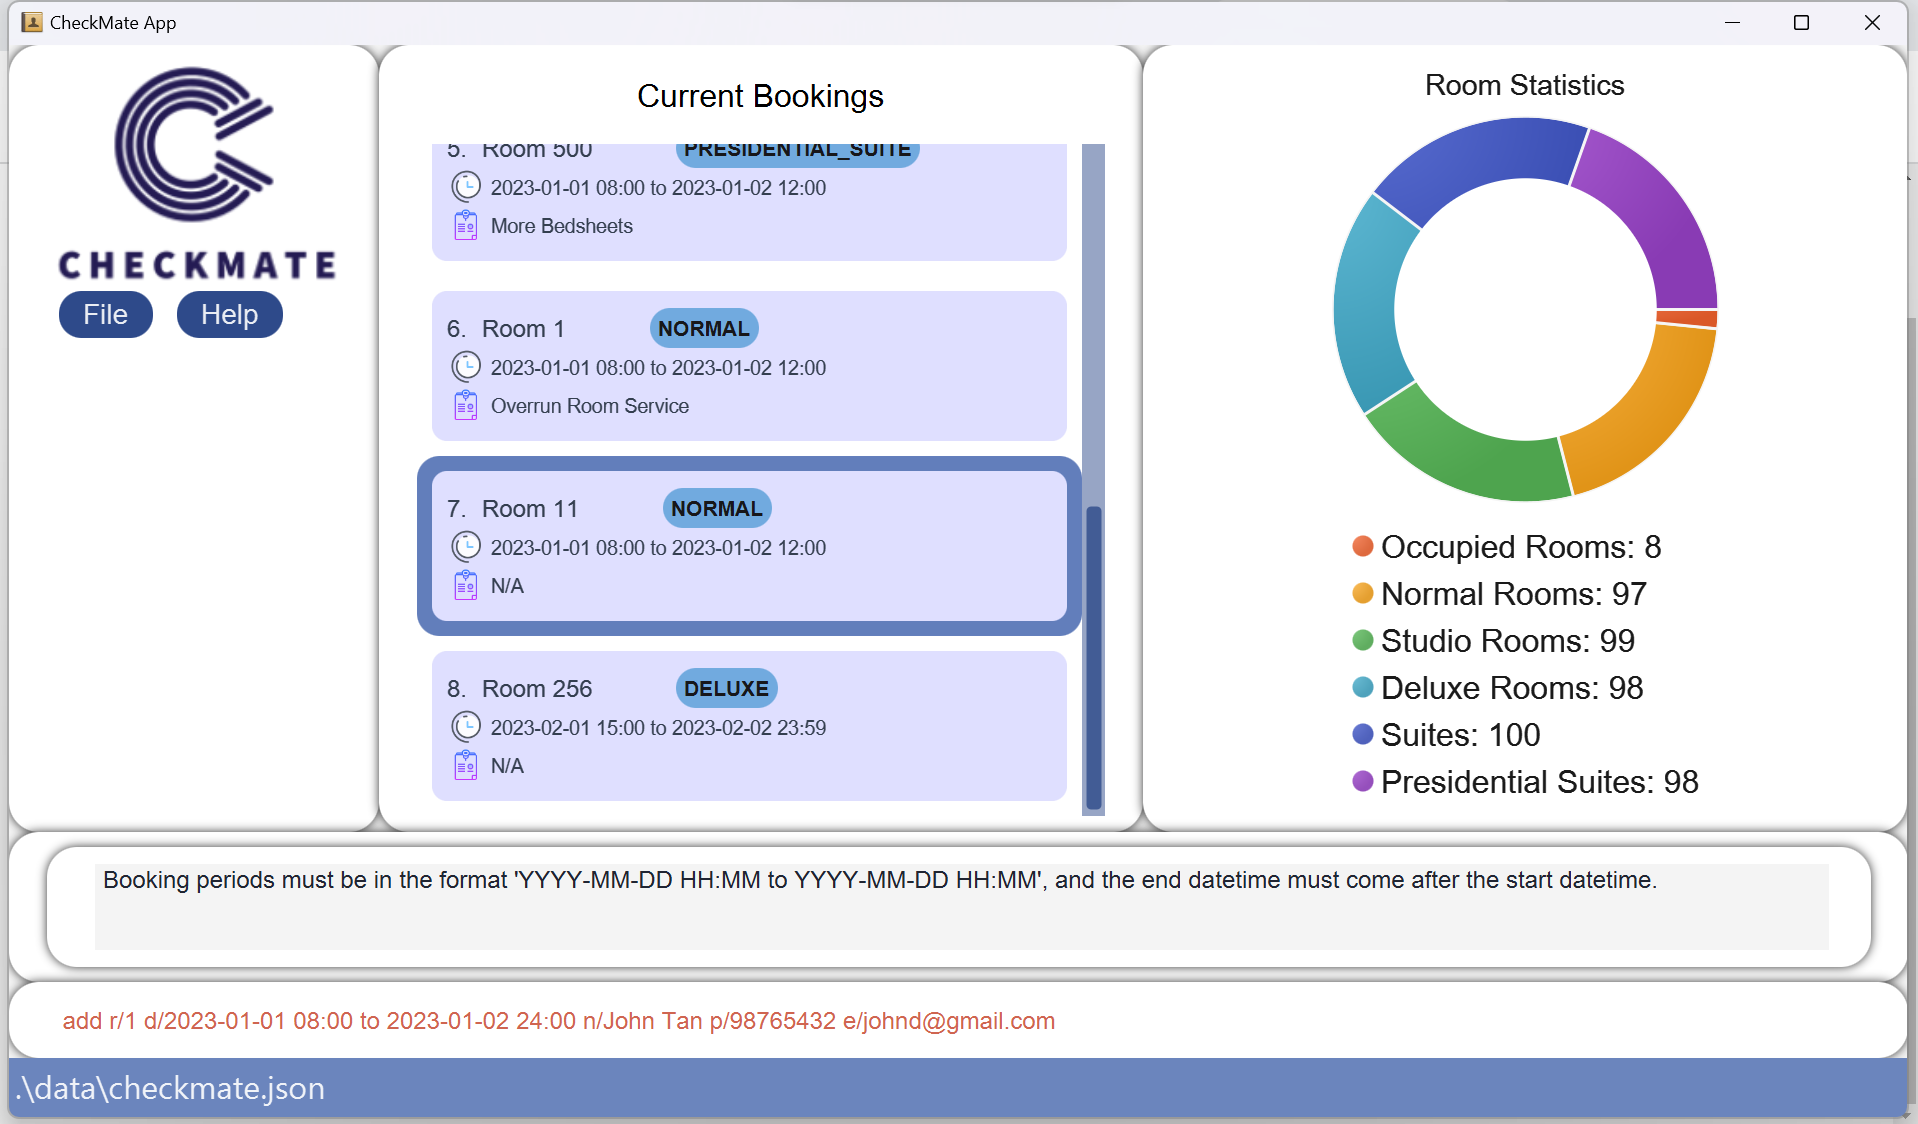 CheckMate App
CHECKMATE
File Help
Current Bookings
5. Room 500 PRESIDENTIAL_SUITE
2023-01-01 08:00 to 2023-01-02 12:00
More Bedsheets
6. Room 1 NORMAL
2023-01-01 08:00 to 2023-01-02 12:00
Overrun Room Service
7. Room 11 NORMAL
2023-01-01 08:00 to 2023-01-02 12:00
N/A
8. Room 256 DELUXE
2023-02-01 15:00 to 2023-02-02 23:59
N/A
Room Statistics
Occupied Rooms: 8
Normal Rooms: 97
Studio Rooms: 99
Deluxe Rooms: 98
Suites: 100
Presidential Suites: 98
Booking periods must be in the format 'YYYY-MM-DD HH:MM to YYYY-MM-DD HH:MM', and the end datetime must come after the start datetime.
add r/1 d/2023-01-01 08:00 to 2023-01-02 24:00 n/John Tan p/98765432 e/johnd@gmail.com
.\data\checkmate.json